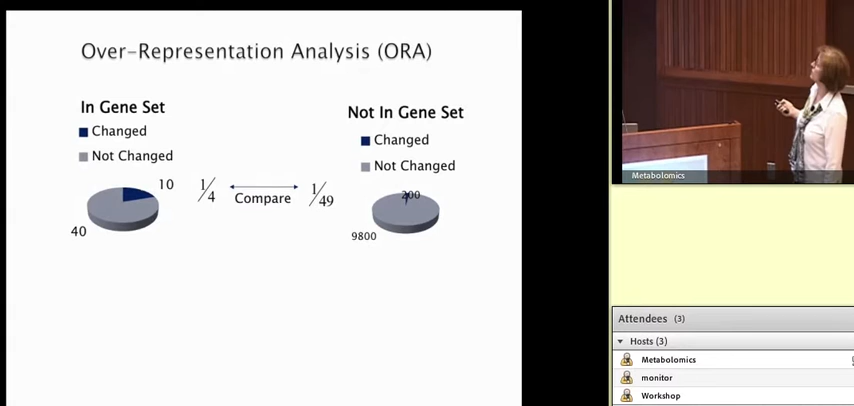 Over-Representation Analysis (ORA)
In Gene Set
Changed
Not Changed
10
40
1/4
Compare
1/49
Not In Gene Set
Changed
Not Changed
200
9800
Metabolomics
Attendees (3)
Hosts (3)
Metabolomics
monitor
Workshop